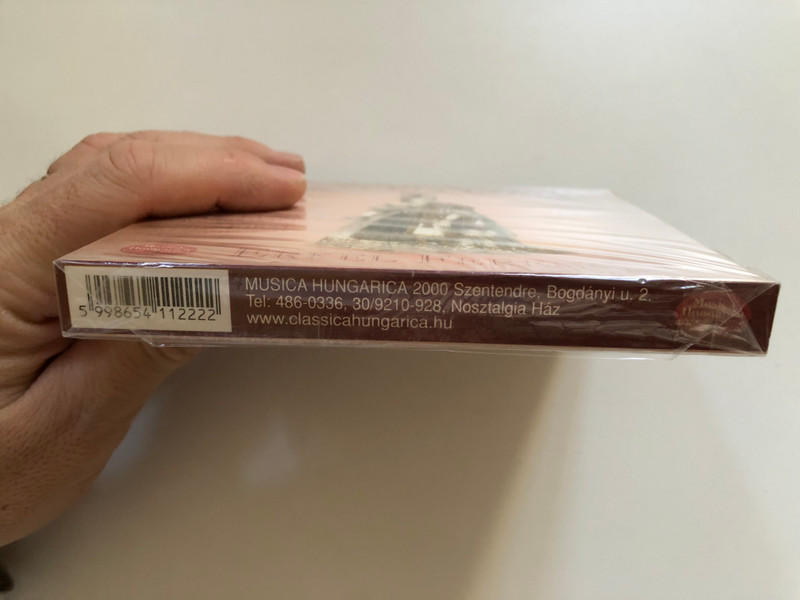 5 998654 112222
MUSICA HUNGARICA 2000 Szentendre, Bogdányi u. 2.
Tel: 486-0336, 30/9210-928, Nosztalgia Ház
www.classicahungarica.hu